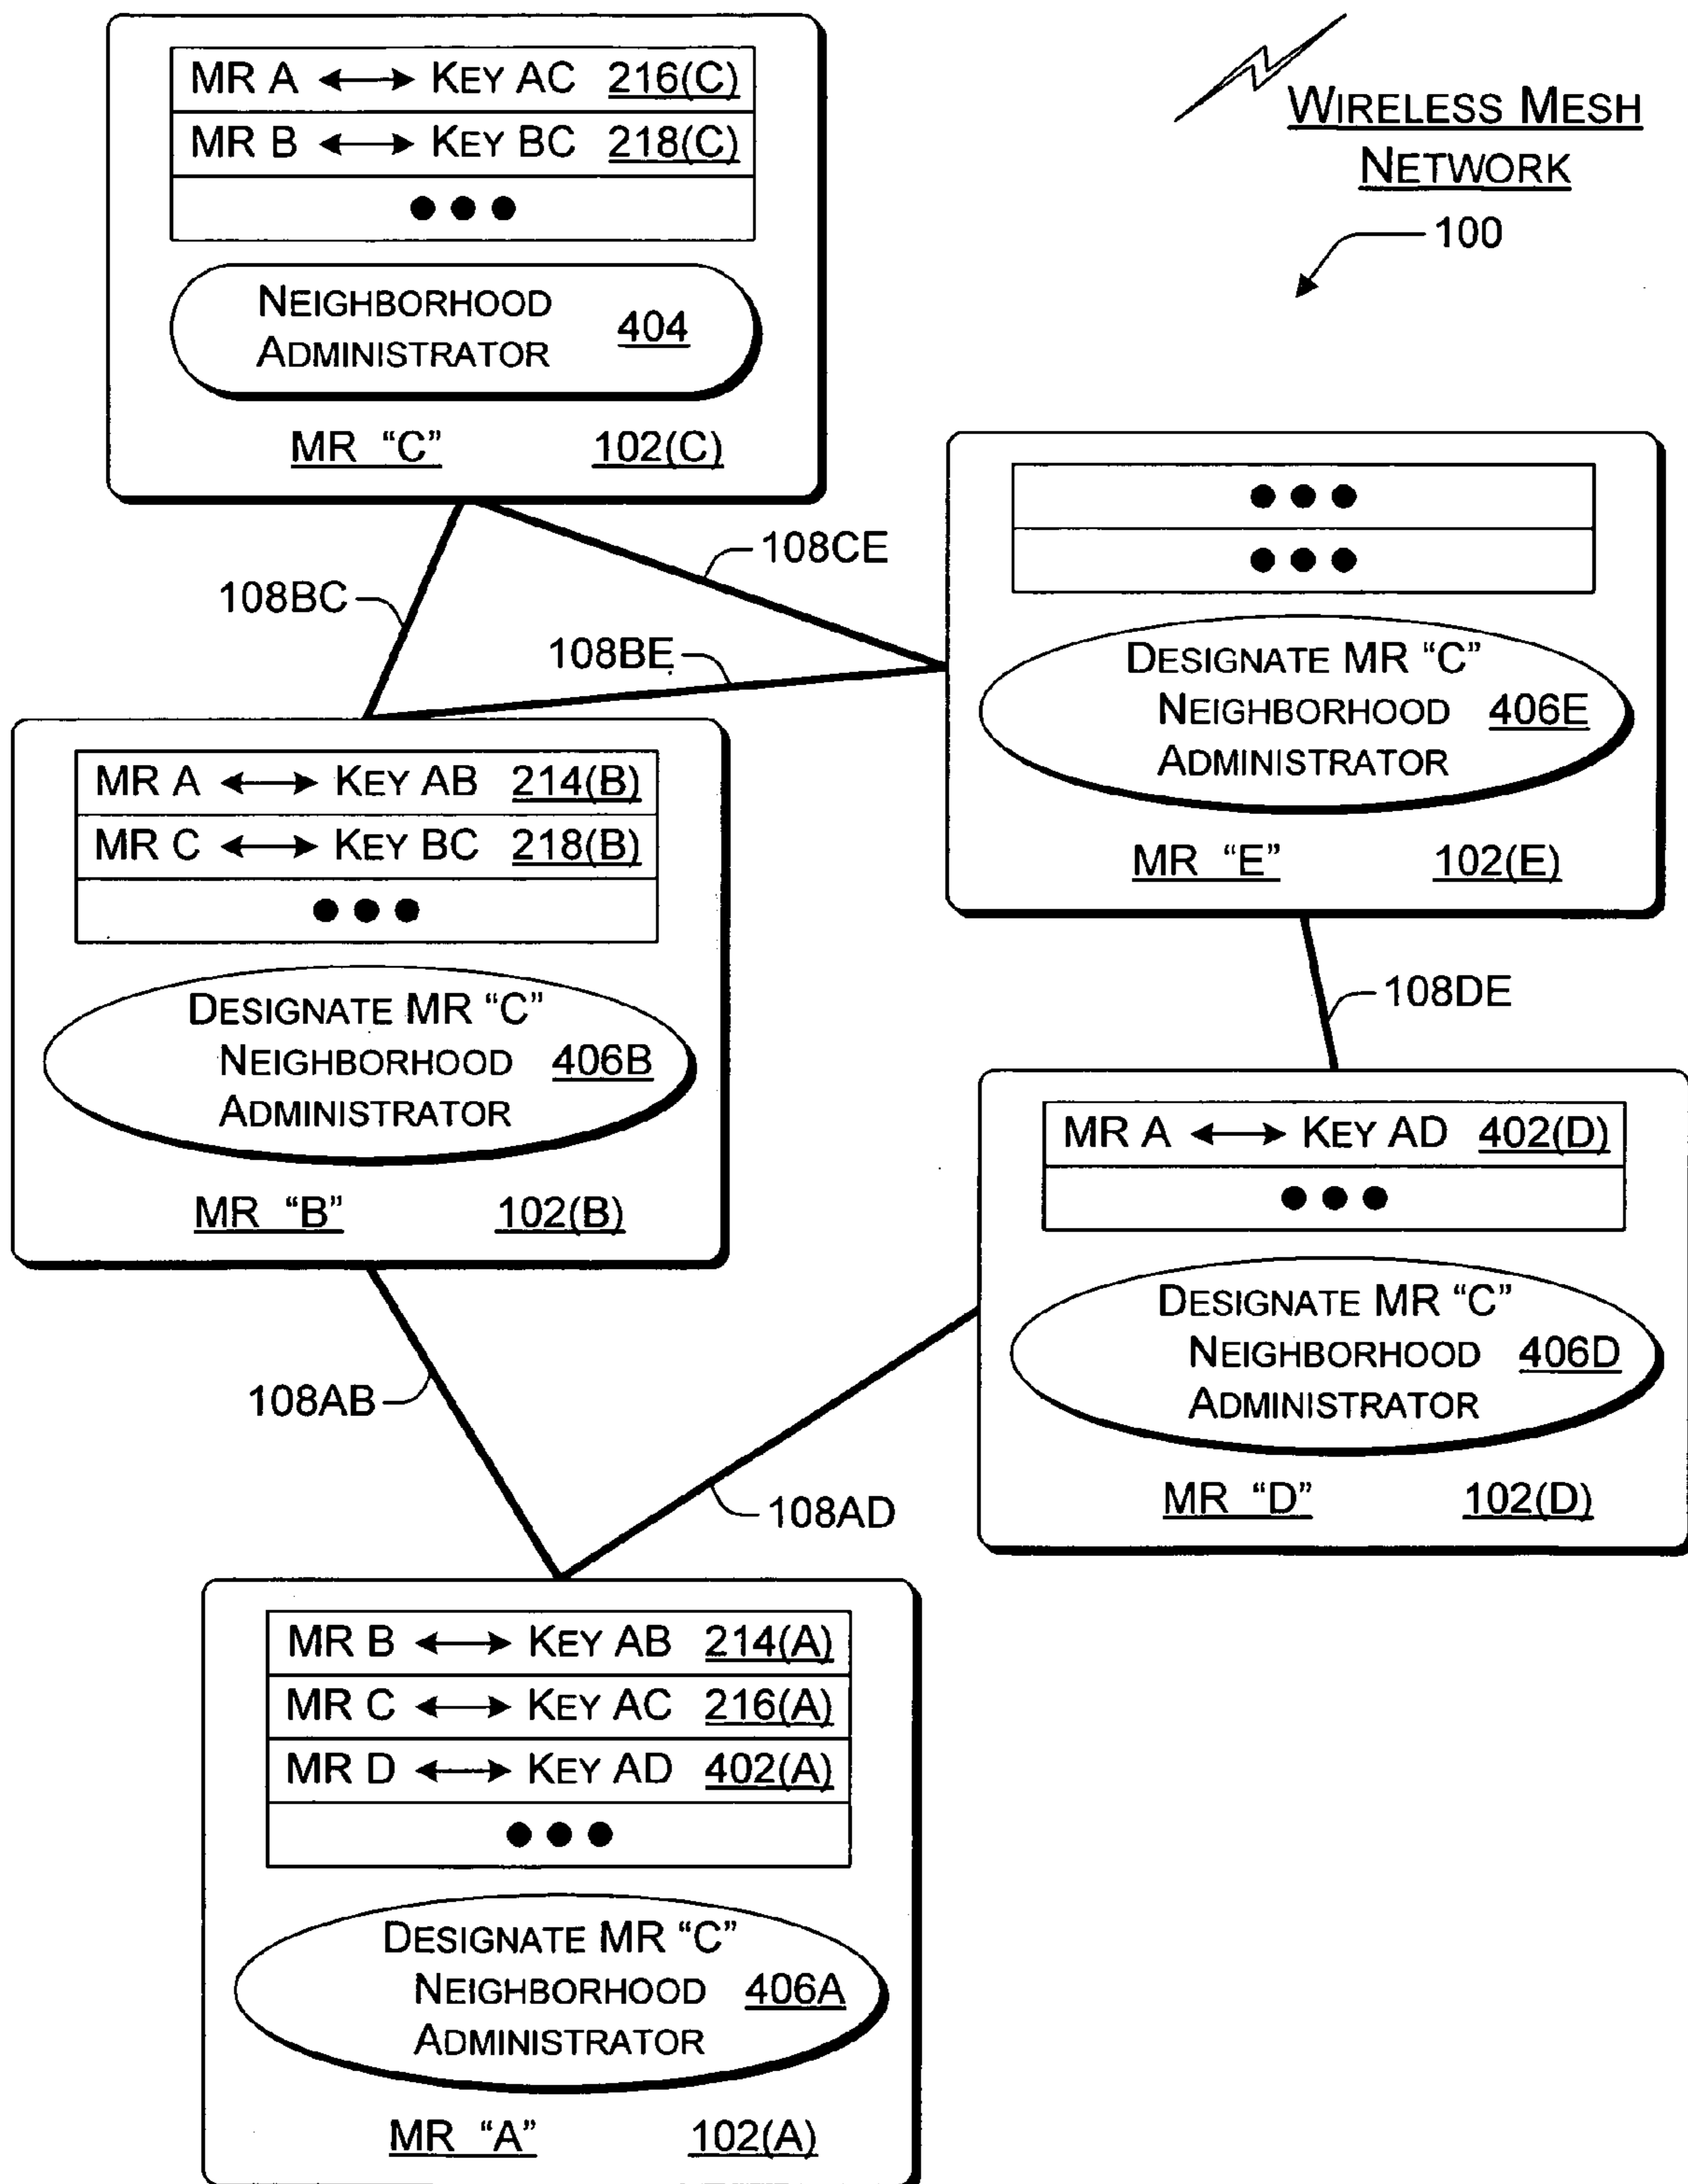 WIRELESS MESH
NETWORK
100
MR A ↔ KEY AC 216(C)
MR B ↔ KEY BC 218(C)
●●●
NEIGHBORHOOD
ADMINISTRATOR
404
MR “C” 102(C)
108BC
108CE
108BE
●●●
●●●
DESIGNATE MR “C”
NEIGHBORHOOD 406E
ADMINISTRATOR
MR “E” 102(E)
MR A ↔ KEY AB 214(B)
MR C ↔ KEY BC 218(B)
●●●
DESIGNATE MR “C”
NEIGHBORHOOD 406B
ADMINISTRATOR
MR “B” 102(B)
108DE
MR A ↔ KEY AD 402(D)
●●●
DESIGNATE MR “C”
NEIGHBORHOOD 406D
ADMINISTRATOR
MR “D” 102(D)
108AB
108AD
MR B ↔ KEY AB 214(A)
MR C ↔ KEY AC 216(A)
MR D ↔ KEY AD 402(A)
●●●
DESIGNATE MR “C”
NEIGHBORHOOD 406A
ADMINISTRATOR
MR “A” 102(A)